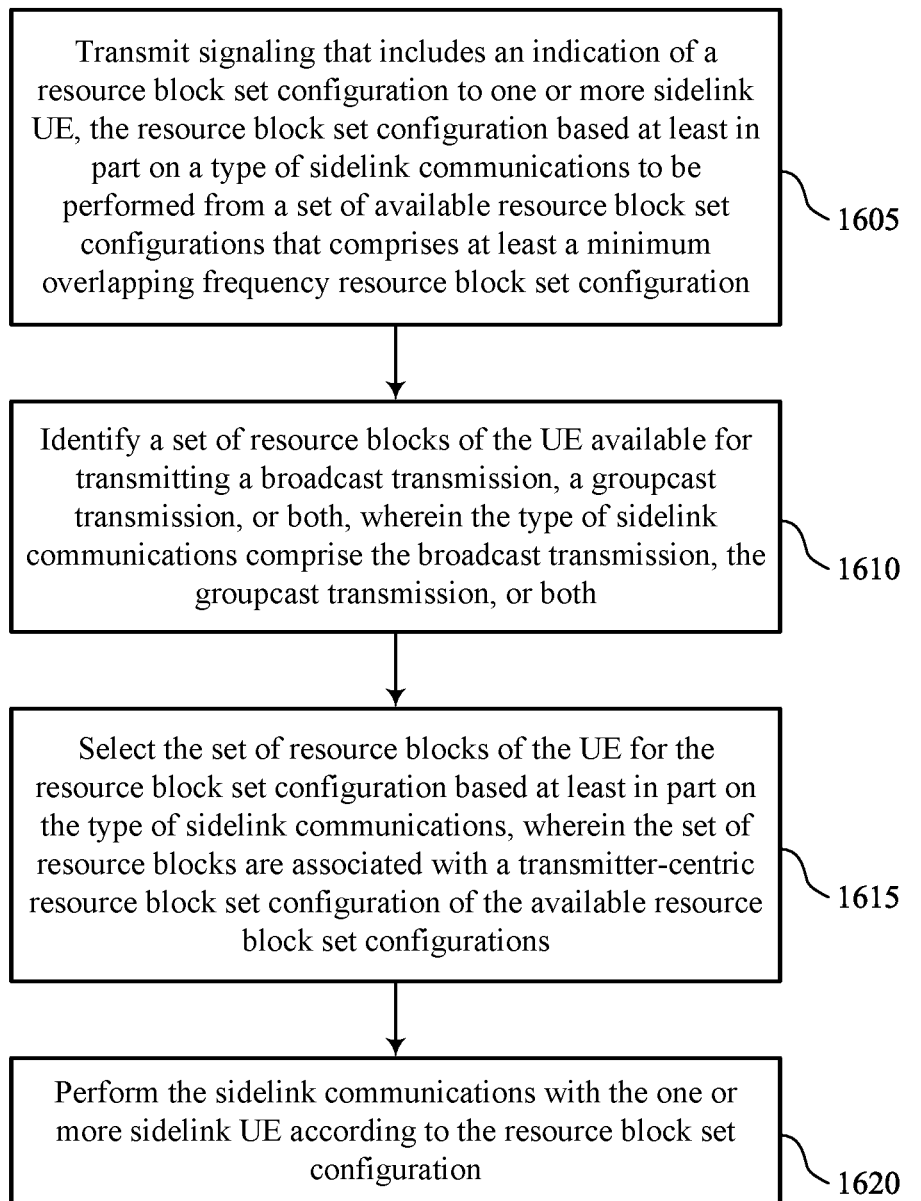 Transmit signaling that includes an indication of a
resource block set configuration to one or more sidelink
UE, the resource block set configuration based at least in
part on a type of sidelink communications to be
performed from a set of available resource block set
configurations that comprises at least a minimum
overlapping frequency resource block set configuration
1605
Identify a set of resource blocks of the UE available for
transmitting a broadcast transmission, a groupcast
transmission, or both, wherein the type of sidelink
communications comprise the broadcast transmission, the
groupcast transmission, or both
1610
Select the set of resource blocks of the UE for the
resource block set configuration based at least in part on
the type of sidelink communications, wherein the set of
resource blocks are associated with a transmitter-centric
resource block set configuration of the available resource
block set configurations
1615
Perform the sidelink communications with the one or
more sidelink UE according to the resource block set
configuration
1620